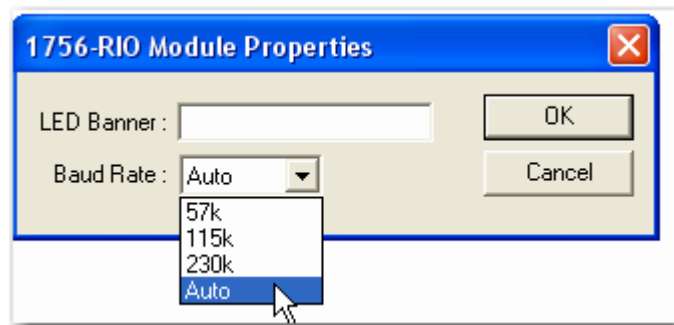 1756-RIO Module Properties
LED Banner :
OK
Baud Rate : Auto
Cancel
57k
115k
230k
Auto